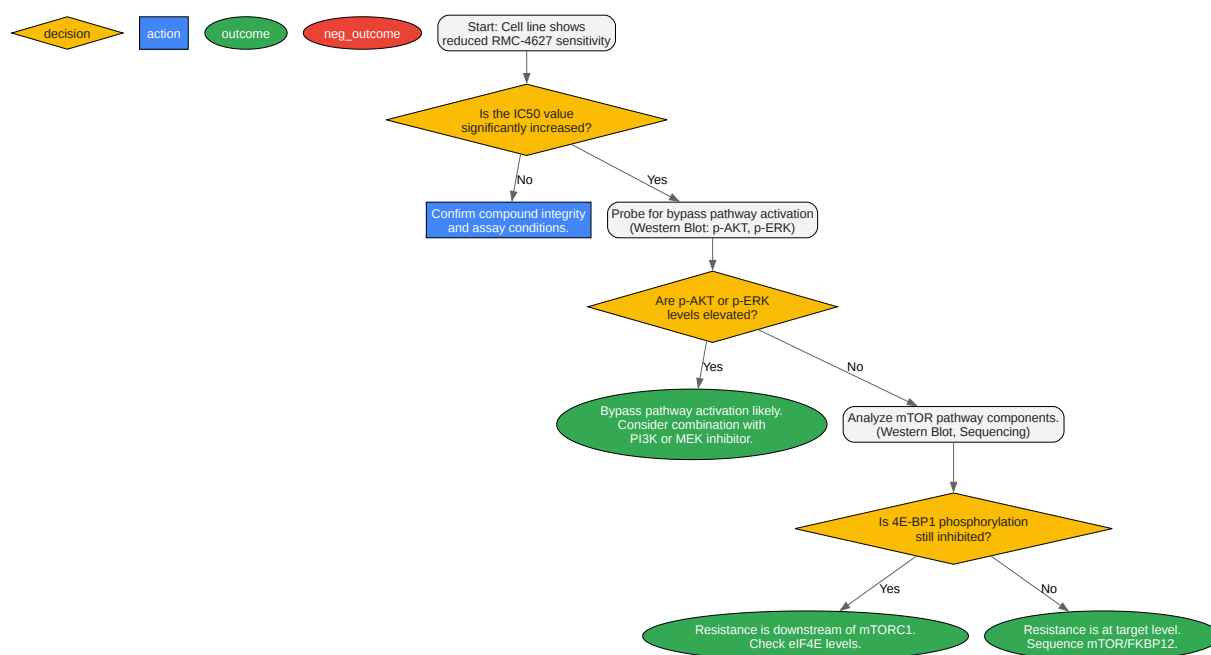 decision
action
outcome
neg_outcome
Start: Cell line shows
reduced RMC-4627 sensitivity
Is the IC50 value
significantly increased?
No
Yes
Confirm compound integrity
and assay conditions.
Probe for bypass pathway activation
(Western Blot: p-AKT, p-ERK)
Are p-AKT or p-ERK
levels elevated?
Yes
No
Bypass pathway activation likely.
Consider combination with
PI3K or MEK inhibitor.
Analyze mTOR pathway components.
(Western Blot, Sequencing)
Is 4E-BP1 phosphorylation
still inhibited?
Yes
No
Resistance is downstream of mTORC1.
Check eIF4E levels.
Resistance is at target level.
Sequence mTOR/FKBP12.